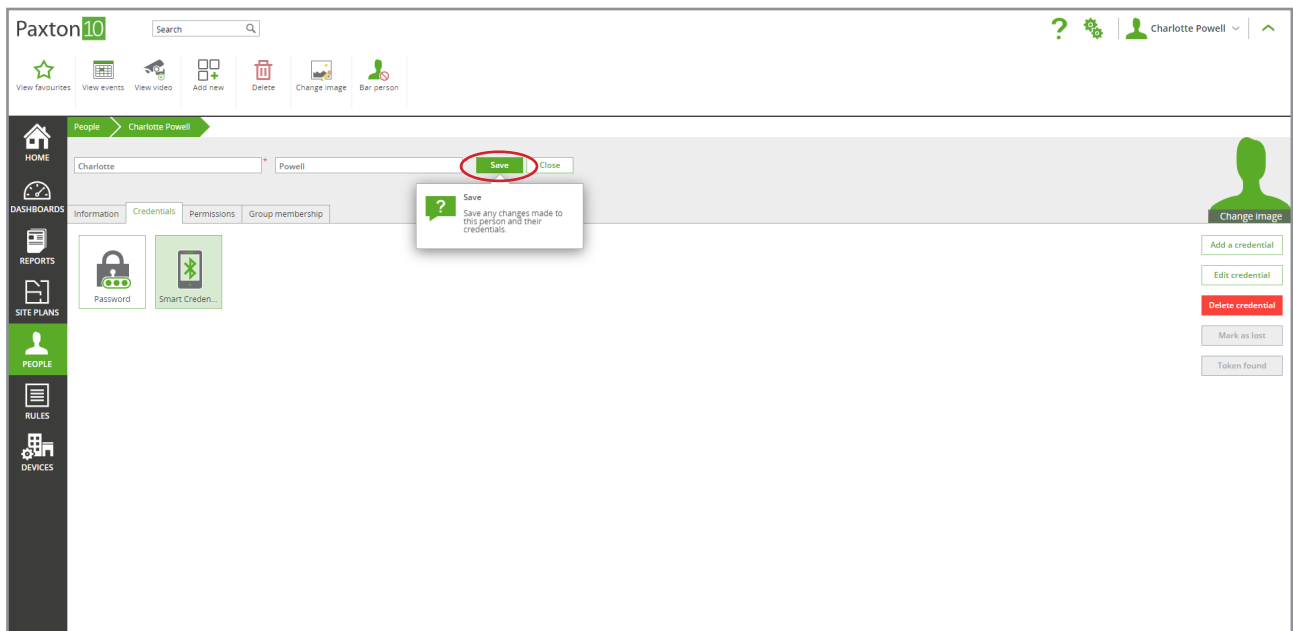 Paxton10
Search
Charlotte Powell
View favourites
View events
View video
Add new
Delete
Change image
Bar person
People
Charlotte Powell
HOME
DASHBOARDS
REPORTS
SITE PLANS
PEOPLE
RULES
DEVICES
Charlotte
*
Powell
Save
Close
Save
Save any changes made to
this person and their
credentials.
Change image
Information
Credentials
Permissions
Group membership
Password
Smart Creden...
Add a credential
Edit credential
Delete credential
Mark as lost
Token found